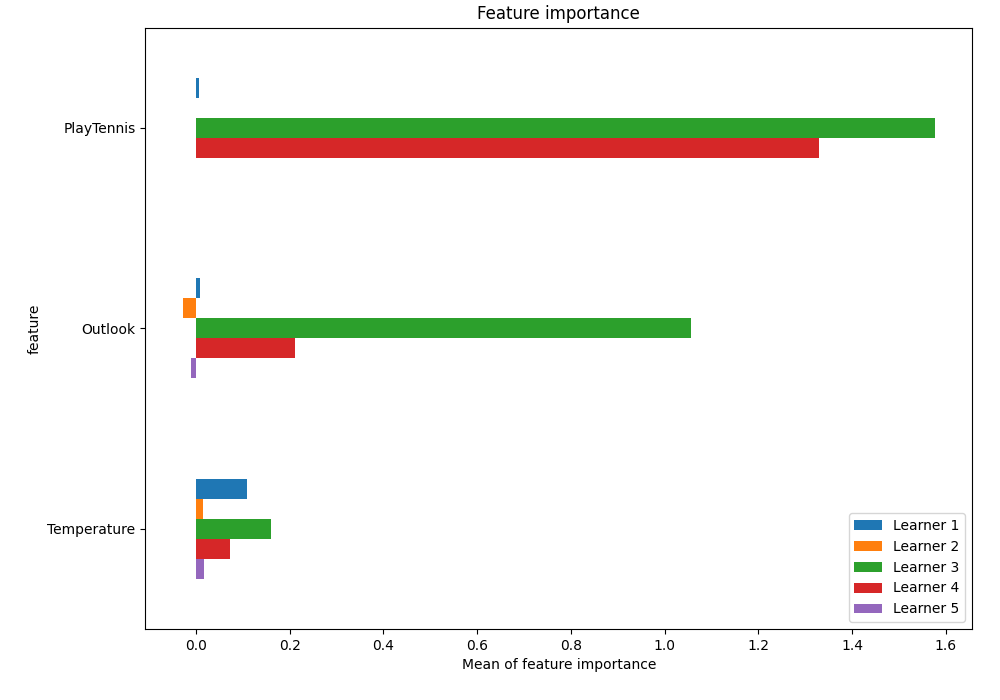 Feature importance
PlayTennis
Outlook
Temperature
feature
Learner 1
Learner 2
Learner 3
Learner 4
Learner 5
0.0 0.2 0.4 0.6 0.8 1.0 1.2 1.4 1.6
Mean of feature importance